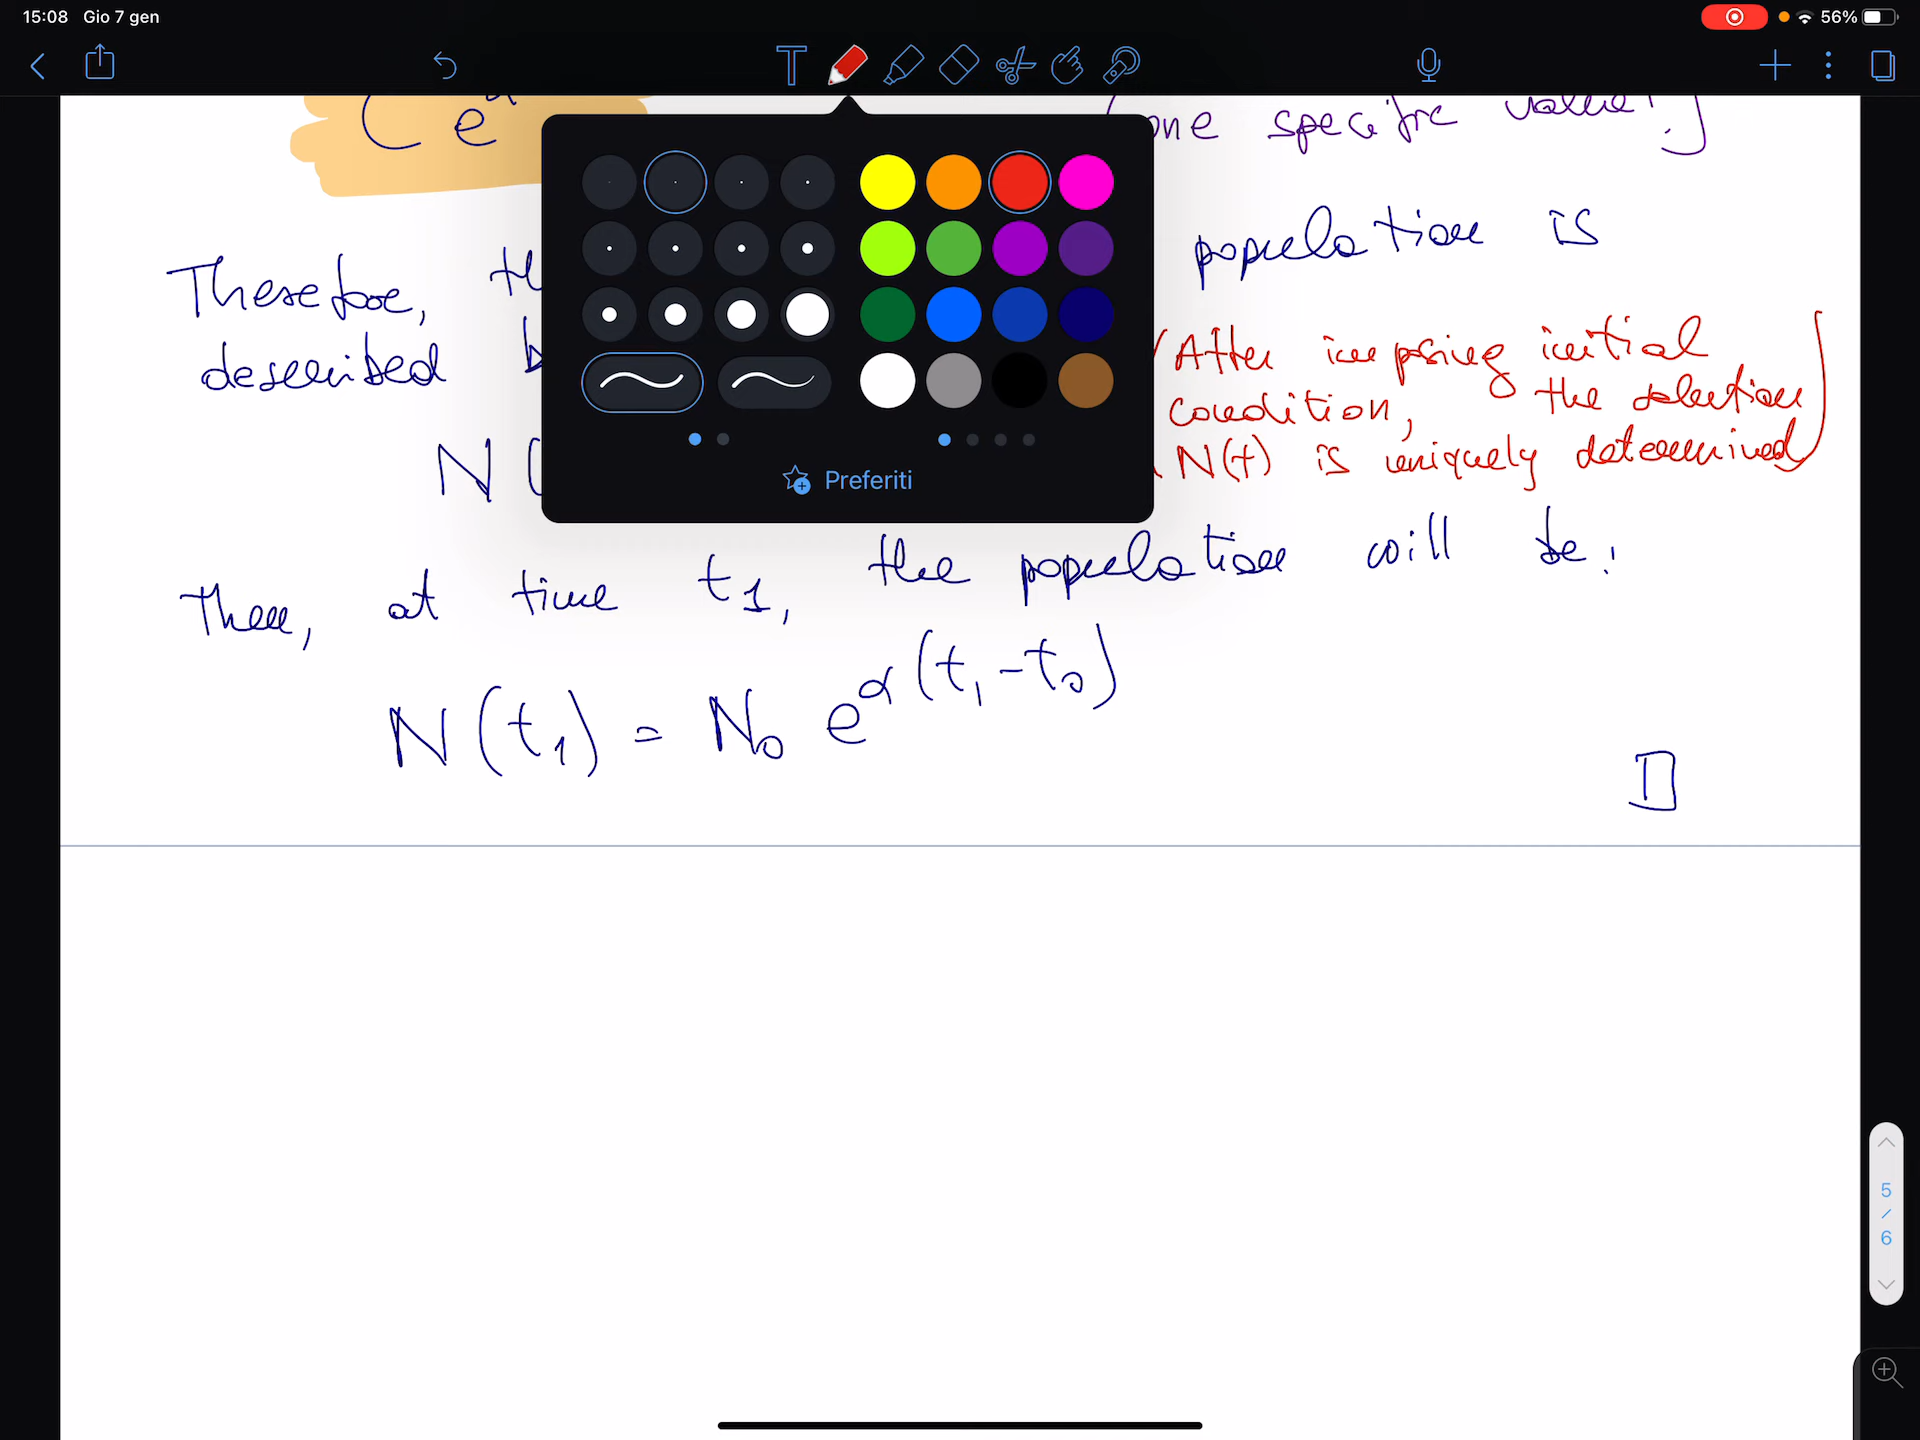 15:08 Gio 7 gen 56%
( e^α one specific value!)
Therefore, th population is
described b
(After imposing initial
condition, the solution
N(t) is uniquely determined)
N (
Preferiti
Then, at time t1, the population will be:
N(t1) = N0 e^α(t1-t0)
5
/
6